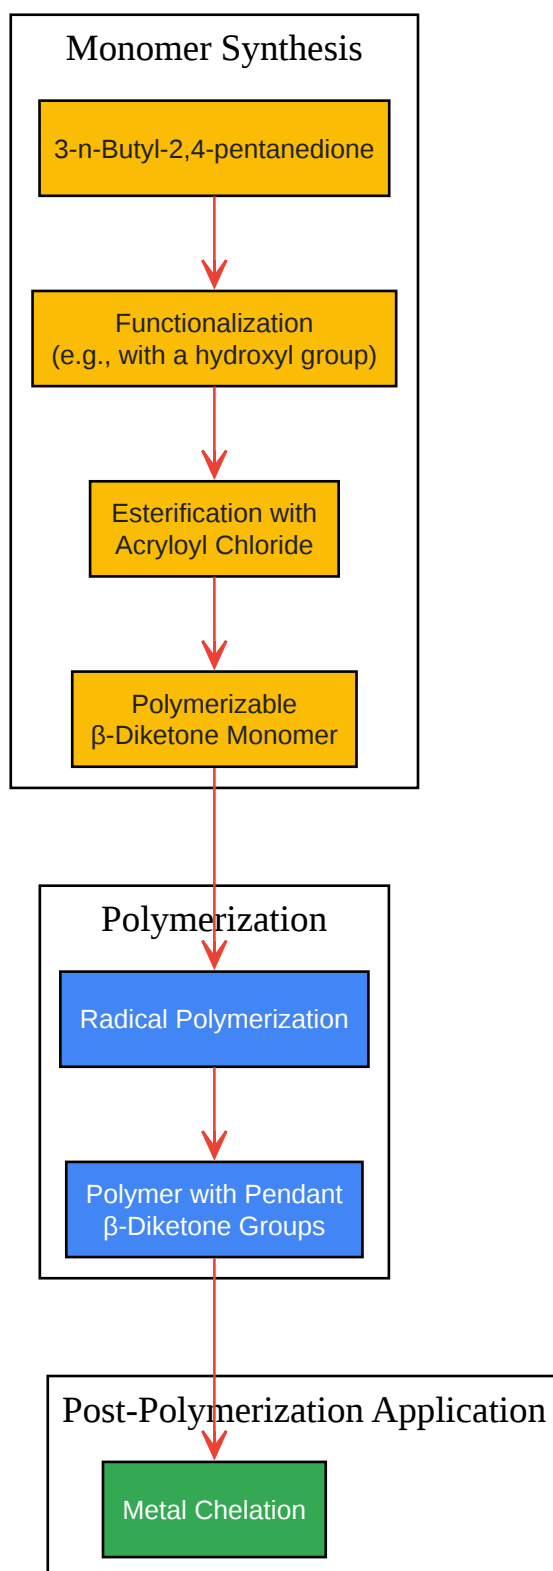 Monomer Synthesis
3-n-Butyl-2,4-pentanedione
Functionalization
(e.g., with a hydroxyl group)
Esterification with
Acryloyl Chloride
Polymerizable
β-Diketone Monomer
Polymerization
Radical Polymerization
Polymer with Pendant
β-Diketone Groups
Post-Polymerization Application
Metal Chelation